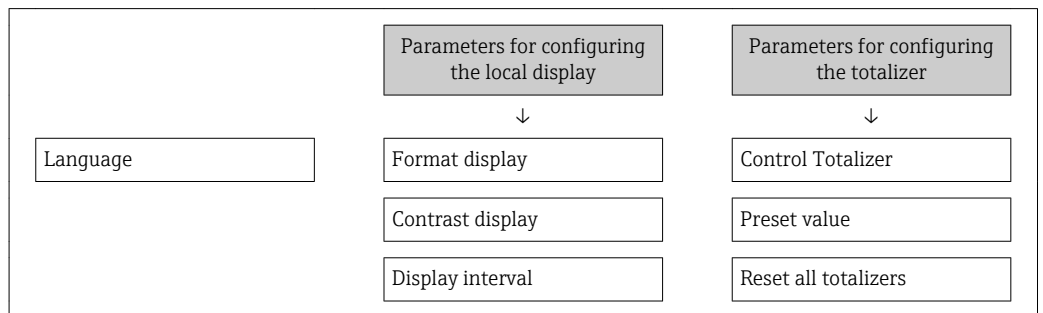 Parameters for configuring
the local display
Parameters for configuring
the totalizer
↓
↓
Language
Format display
Control Totalizer
Contrast display
Preset value
Display interval
Reset all totalizers